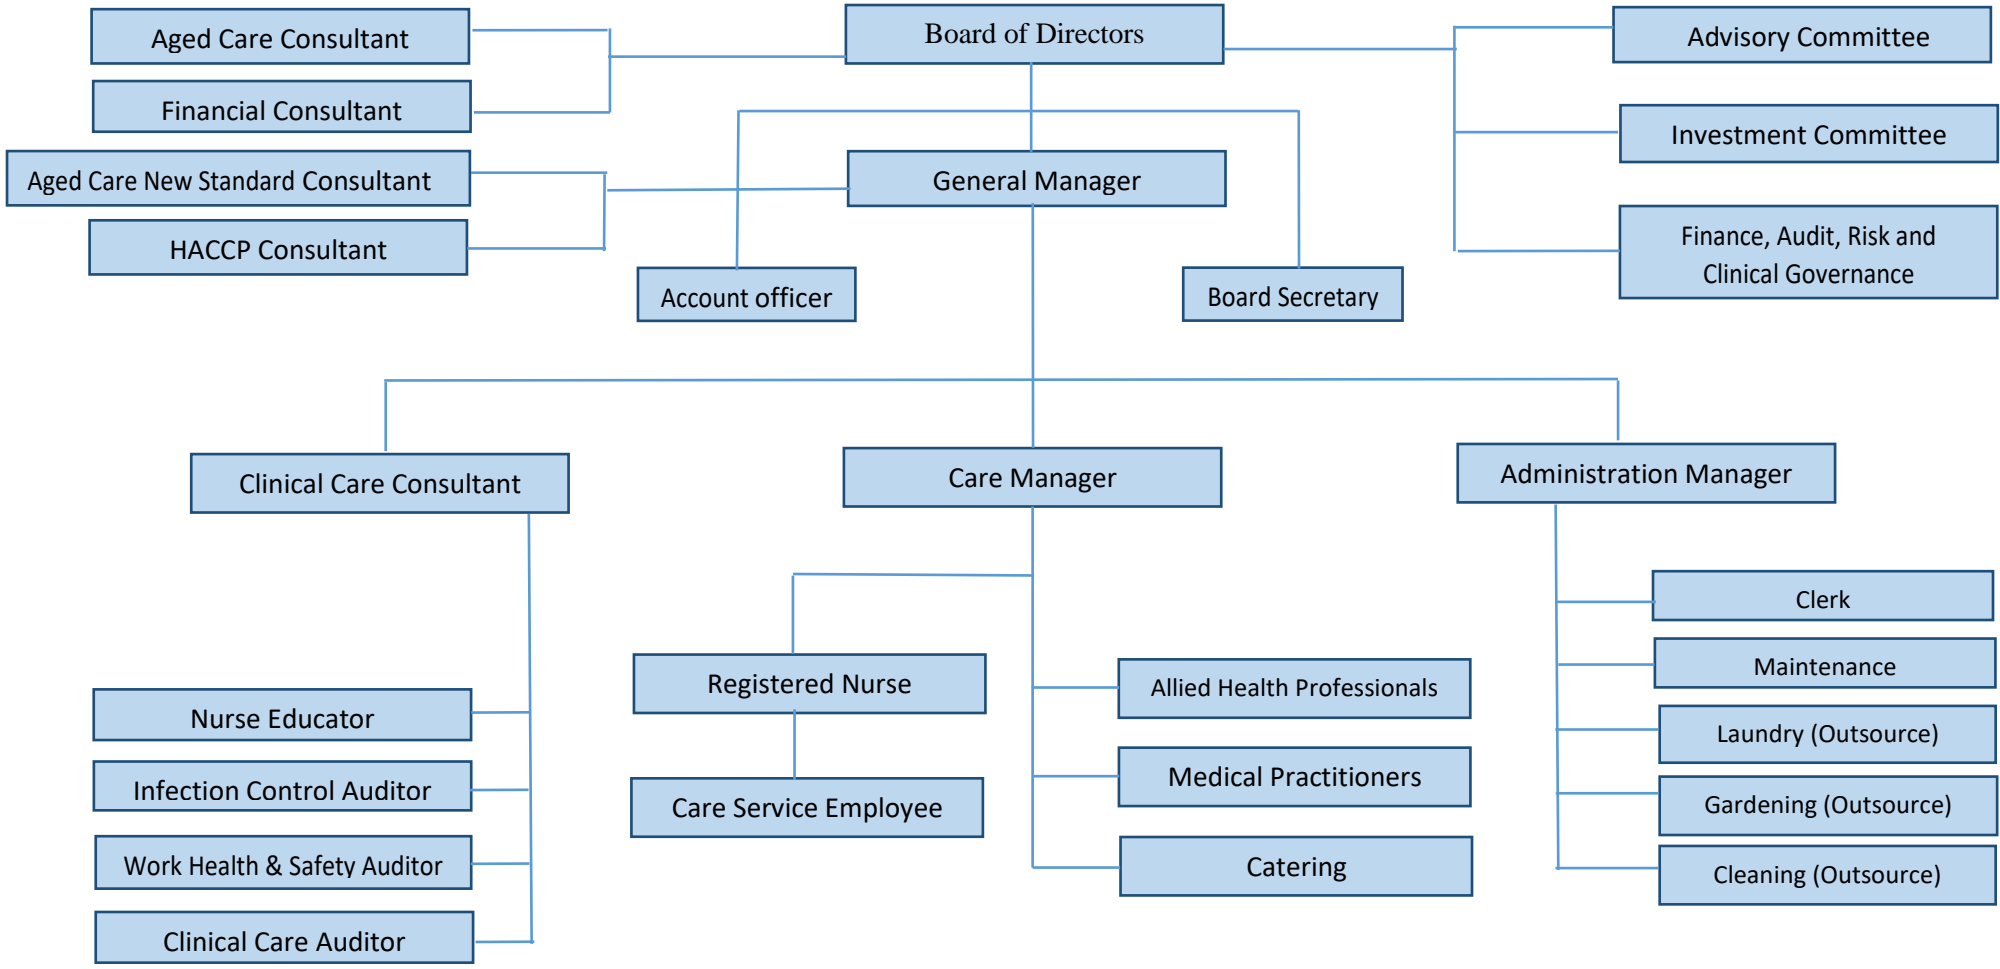 Aged Care Consultant
Board of Directors
Advisory Committee
Financial Consultant
Investment Committee
Aged Care New Standard Consultant
General Manager
HACCP Consultant
Finance, Audit, Risk and
Clinical Governance
Account officer
Board Secretary
Clinical Care Consultant
Care Manager
Administration Manager
Clerk
Registered Nurse
Allied Health Professionals
Maintenance
Nurse Educator
Laundry (Outsource)
Infection Control Auditor
Care Service Employee
Medical Practitioners
Gardening (Outsource)
Work Health & Safety Auditor
Catering
Cleaning (Outsource)
Clinical Care Auditor